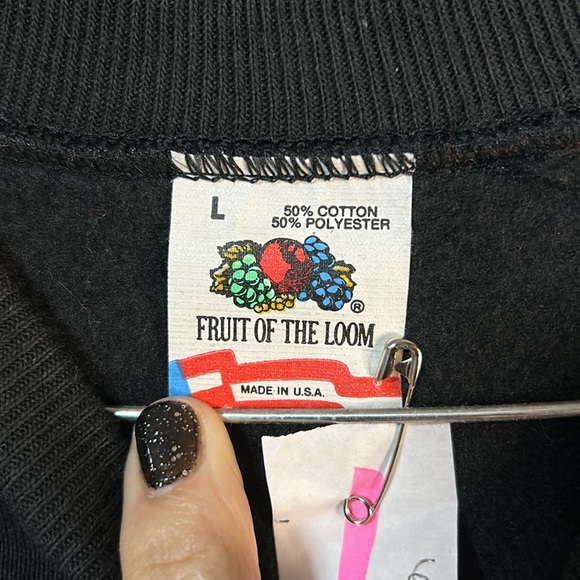 L
50% COTTON
50% POLYESTER
®
FRUIT OF THE LOOM
MADE IN U.S.A.